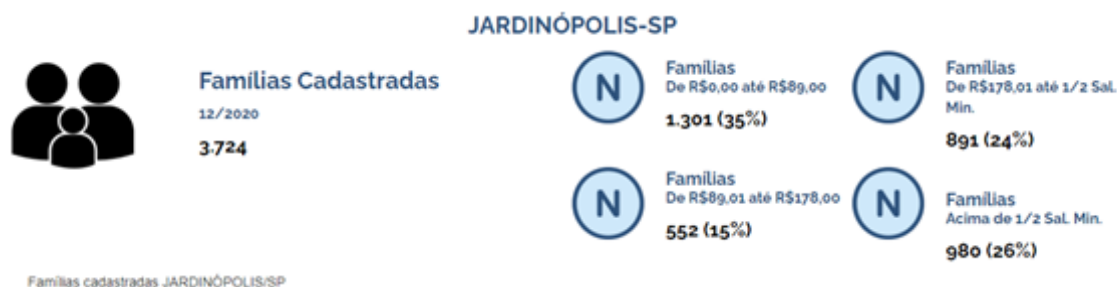 JARDINÓPOLIS-SP
Famílias Cadastradas
12/2020
3.724
N
Famílias
De R$0,00 até R$89,00
1.301 (35%)
N
Famílias
De R$178,01 até 1/2 Sal.
Min.
891 (24%)
N
Famílias
De R$89,01 até R$178,00
552 (15%)
N
Famílias
Acima de 1/2 Sal. Min.
980 (26%)
Famílias cadastradas JARDINÓPOLIS/SP